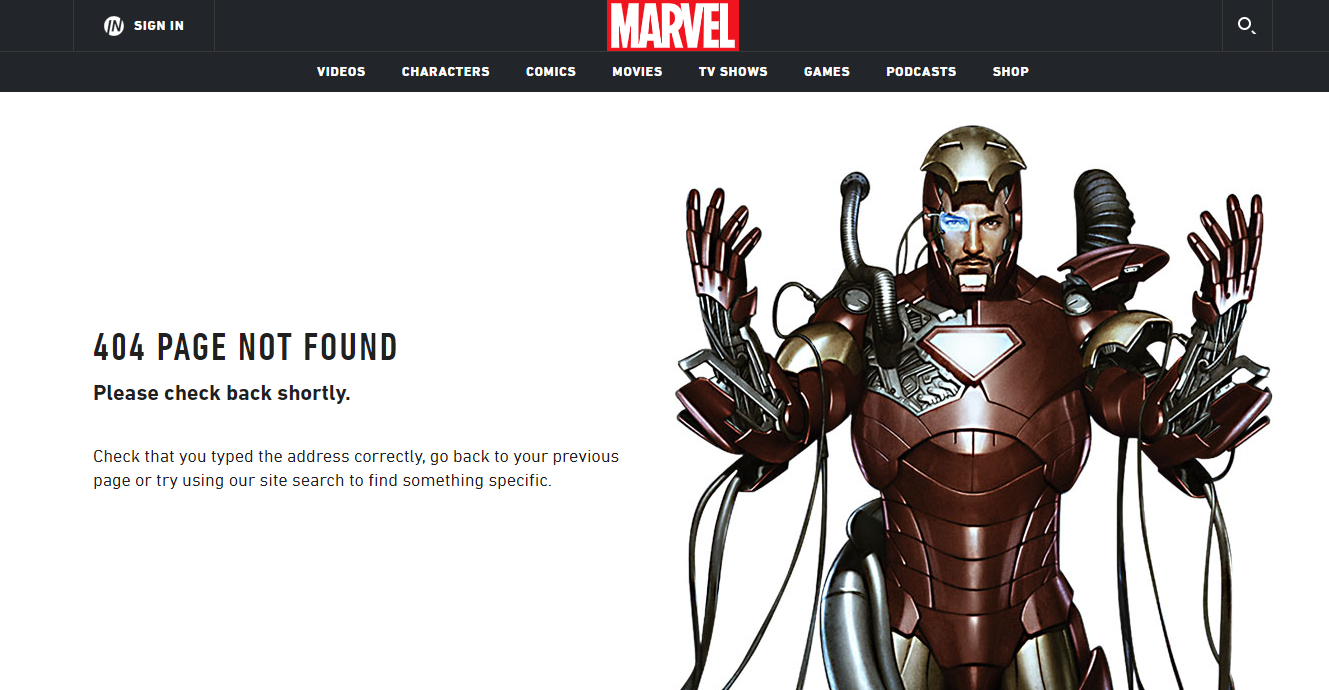 IN SIGN IN
MARVEL
VIDEOS CHARACTERS COMICS MOVIES TV SHOWS GAMES PODCASTS SHOP
404 PAGE NOT FOUND
Please check back shortly.
Check that you typed the address correctly, go back to your previous
page or try using our site search to find something specific.